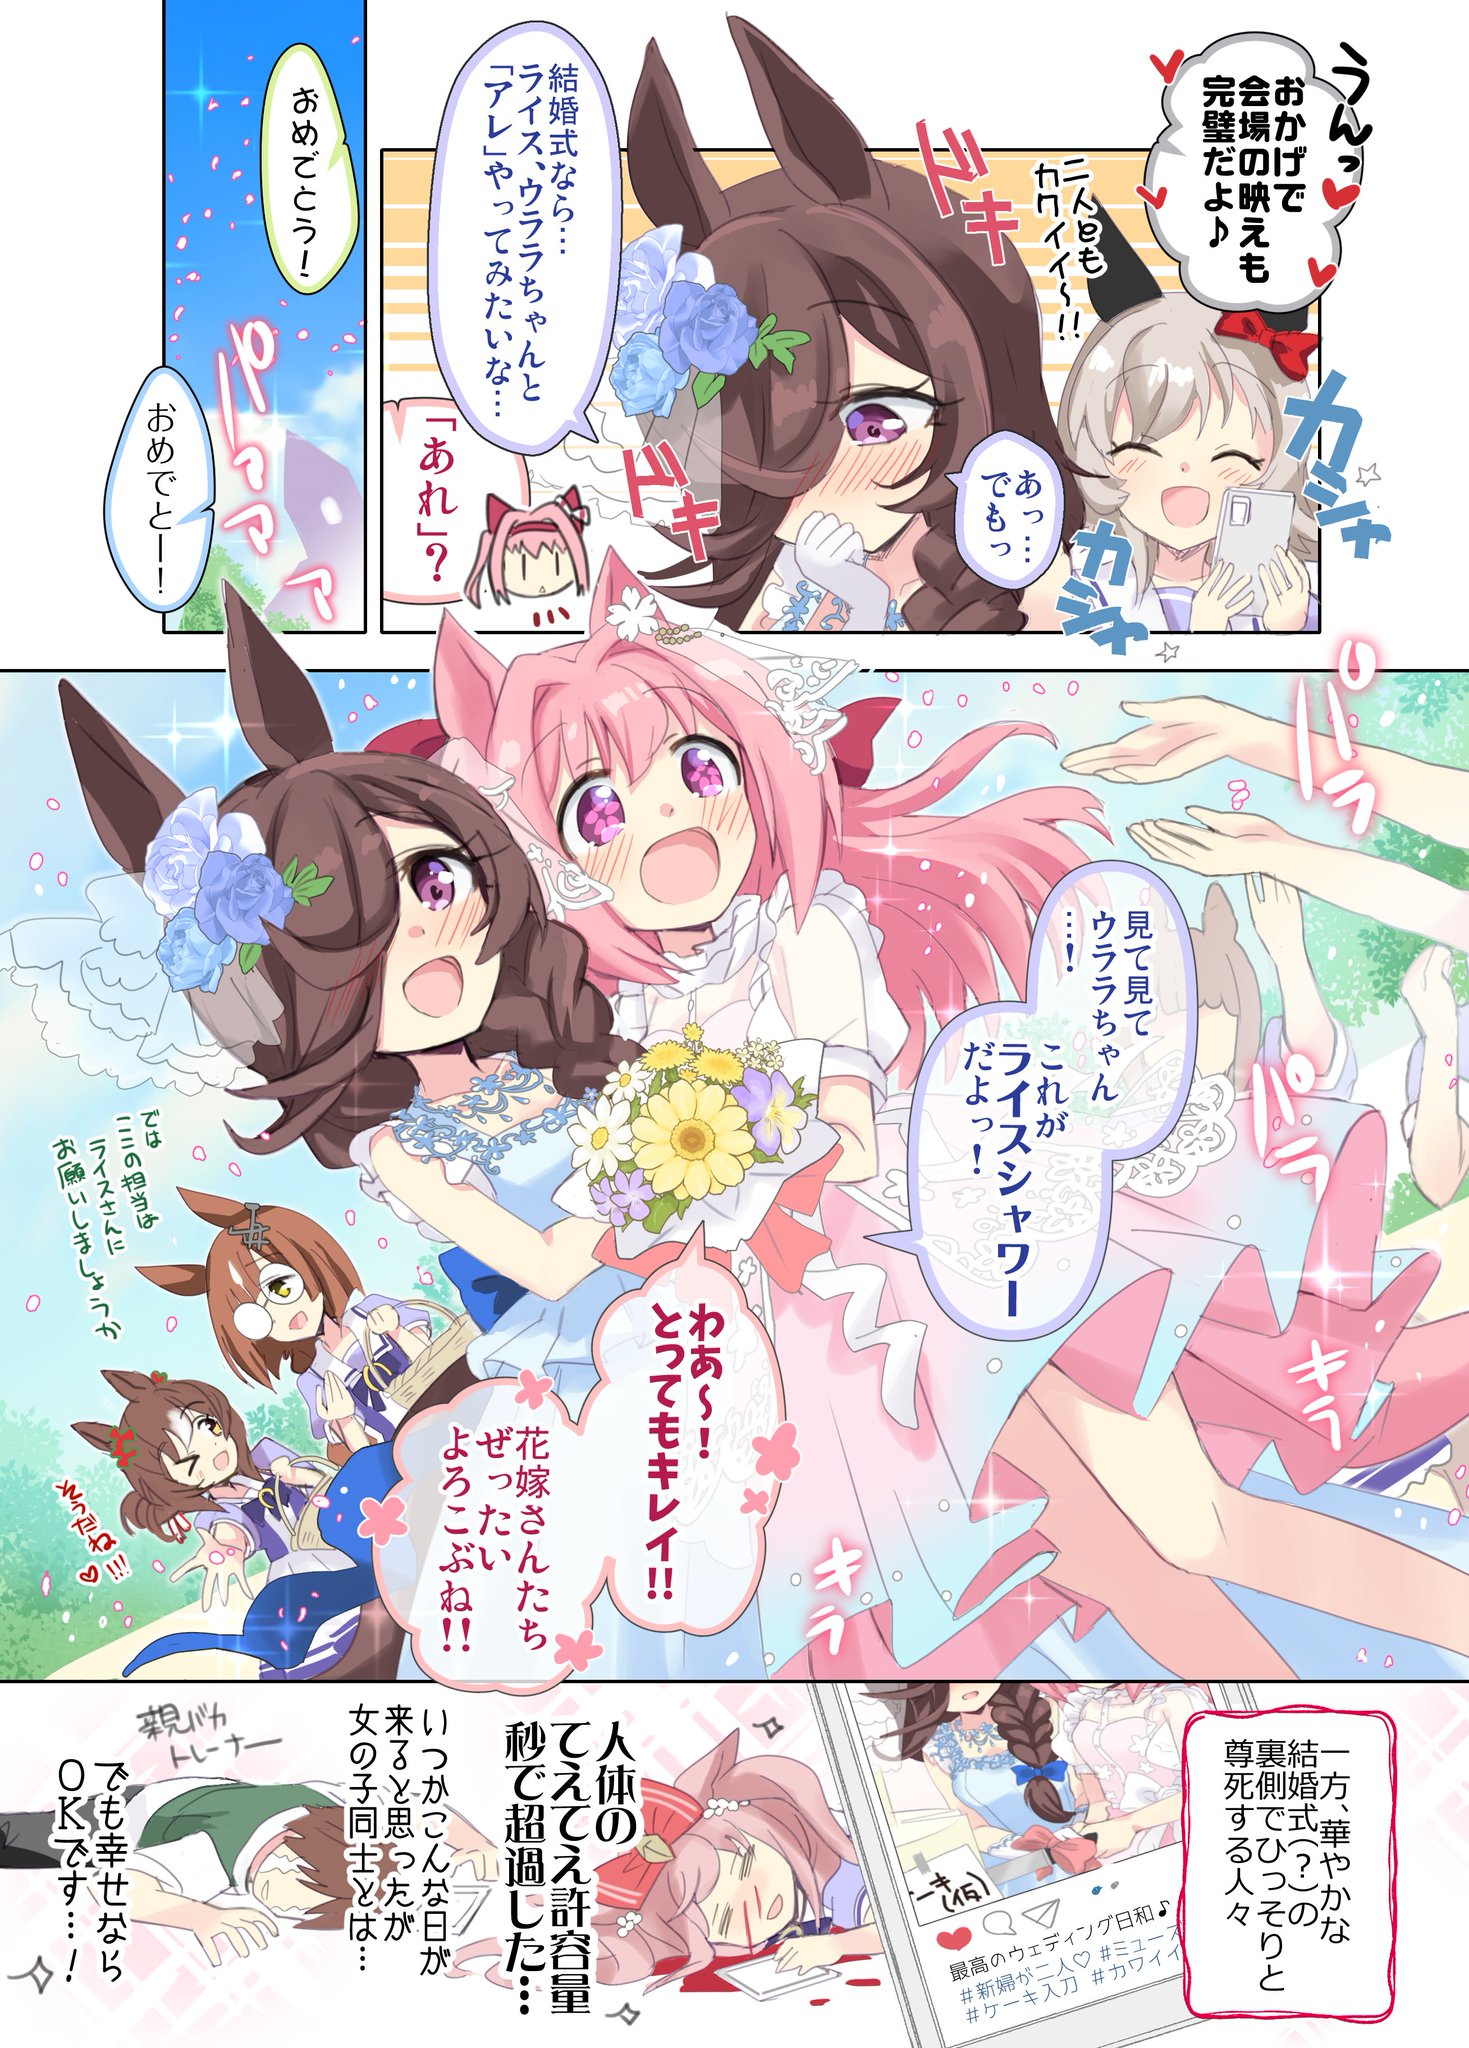 うんっ♥
おかげで
会場の映えも
完璧だよ♪
二人とも
カワイイ〜!!
カシャ
カシャ
ドキ
あっ…
でもっ
結婚式なら…
ライス、ウララちゃんと
「アレ」やってみたいな…
ドキ
「あれ」?
おめでとう!
パァァァ
おめでとー!
パラ
パラ
見て見て
ウララちゃん
…!
これが
ライスシャワー
だよっ!
わあ〜!
とってもキレイ!!
花嫁さんたち
ぜったい
よろこぶね!!
キラ
キラ
では
ここの担当は
ライスさんに
お願いしましょうか
そうだね♡!!!
一方、華やかな
結婚式(?)の
裏側でひっそりと
尊死する人々
ーキ(仮)
最高のウェディング日和♪
#新婦が二人♡ #ミューズ
#ケーキ入刀 #カワイイ
人体の
てえてえ許容量
秒で超過した…
いつかこんな日が
来ると思ったが
女の子同士とは…
親バカ
トレーナー
でも幸せなら
OKです…!